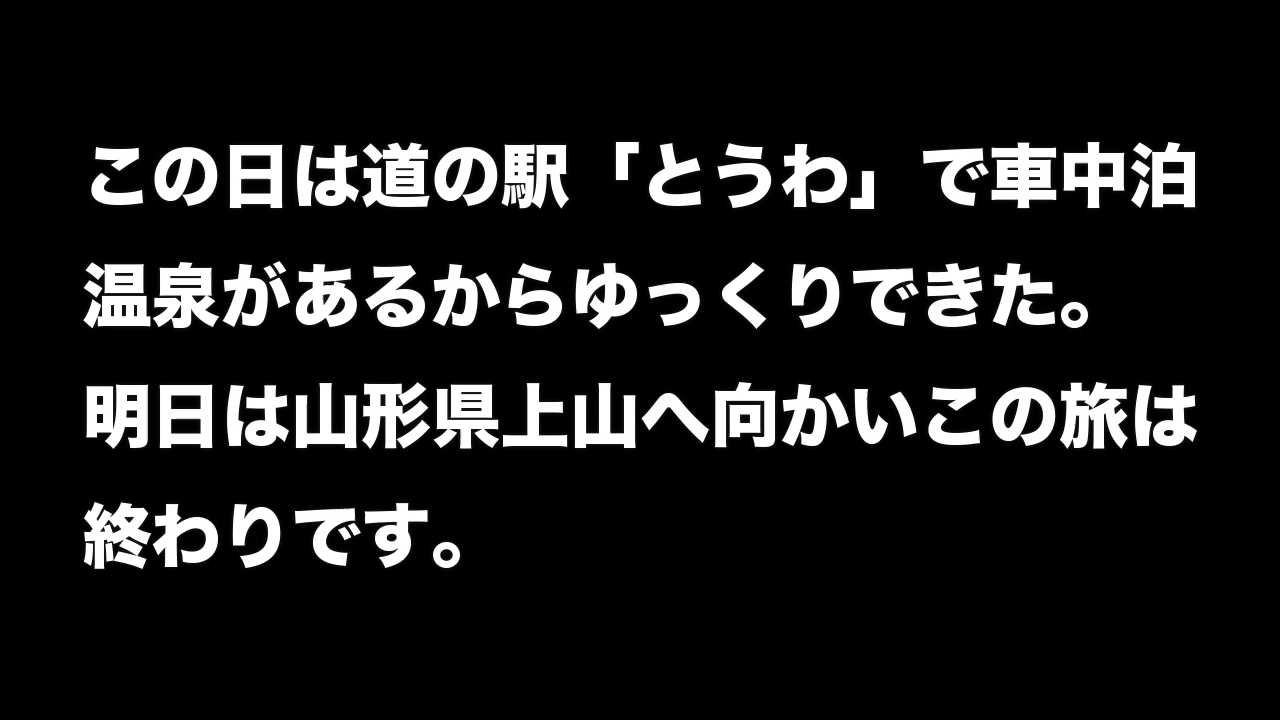 この日は道の駅「とうわ」で車中泊
温泉があるからゆっくりできた。
明日は山形県上山へ向かいこの旅は
終わりです。